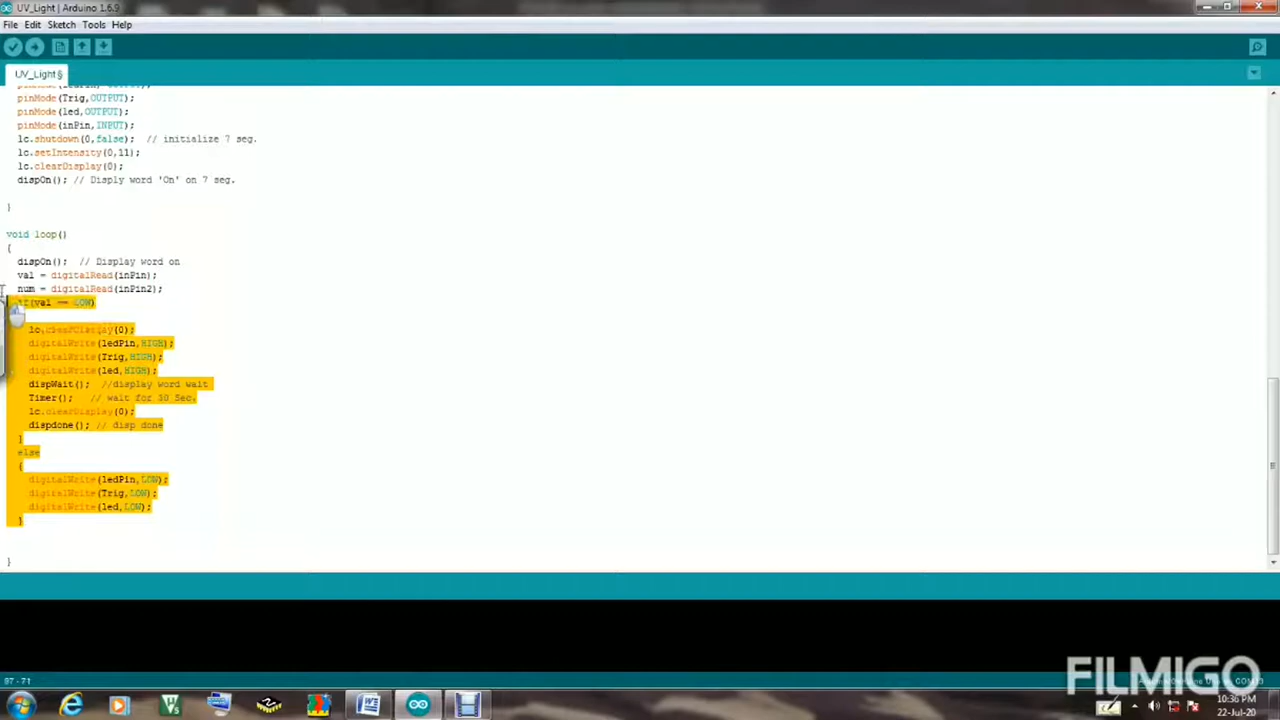 UV_Light | Arduino 1.6.9
File Edit Sketch Tools Help
UV_Light§
pinMode(Trig,OUTPUT);
pinMode(led,OUTPUT);
pinMode(inPin,INPUT);
lc.shutdown(0,false); // initialize 7 seg.
lc.setIntensity(0,11);
lc.clearDisplay(0);
dispOn(); // Disply word 'On' on 7 seg.
}
void loop()
{
dispOn(); // Display word on
val = digitalRead(inPin);
num = digitalRead(inPin2);
if(val == LOW)
lc.clearDisplay(0);
digitalWrite(ledPin,HIGH);
digitalWrite(Trig,HIGH);
digitalWrite(led,HIGH);
dispWait(); //display word wait
Timer(); // wait for 30 Sec.
lc.clearDisplay(0);
dispdone(); // disp done
}
else
{
digitalWrite(ledPin,LOW);
digitalWrite(Trig,LOW);
digitalWrite(led,LOW);
}
}
FILMIGO
97 - 71
10:36 PM
22-Jul-20